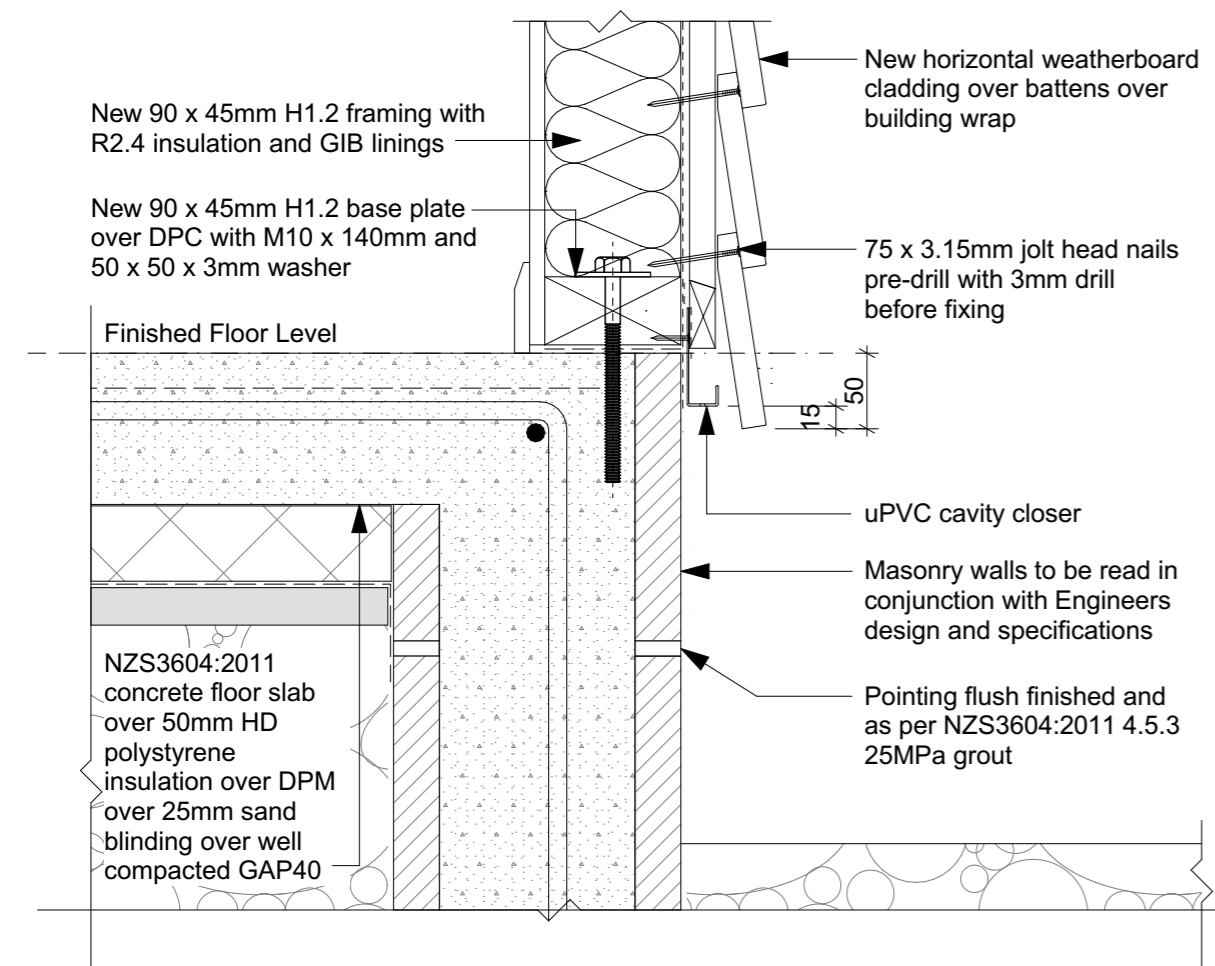 New 90 x 45mm H1.2 framing with
R2.4 insulation and GIB linings
New 90 x 45mm H1.2 base plate
over DPC with M10 x 140mm and
50 x 50 x 3mm washer
Finished Floor Level
NZS3604:2011
concrete floor slab
over 50mm HD
polystyrene
insulation over DPM
over 25mm sand
blinding over well
compacted GAP40
New horizontal weatherboard
cladding over battens over
building wrap
75 x 3.15mm jolt head nails
pre-drill with 3mm drill
before fixing
15
50
uPVC cavity closer
Masonry walls to be read in
conjunction with Engineers
design and specifications
Pointing flush finished and
as per NZS3604:2011 4.5.3
25MPa grout